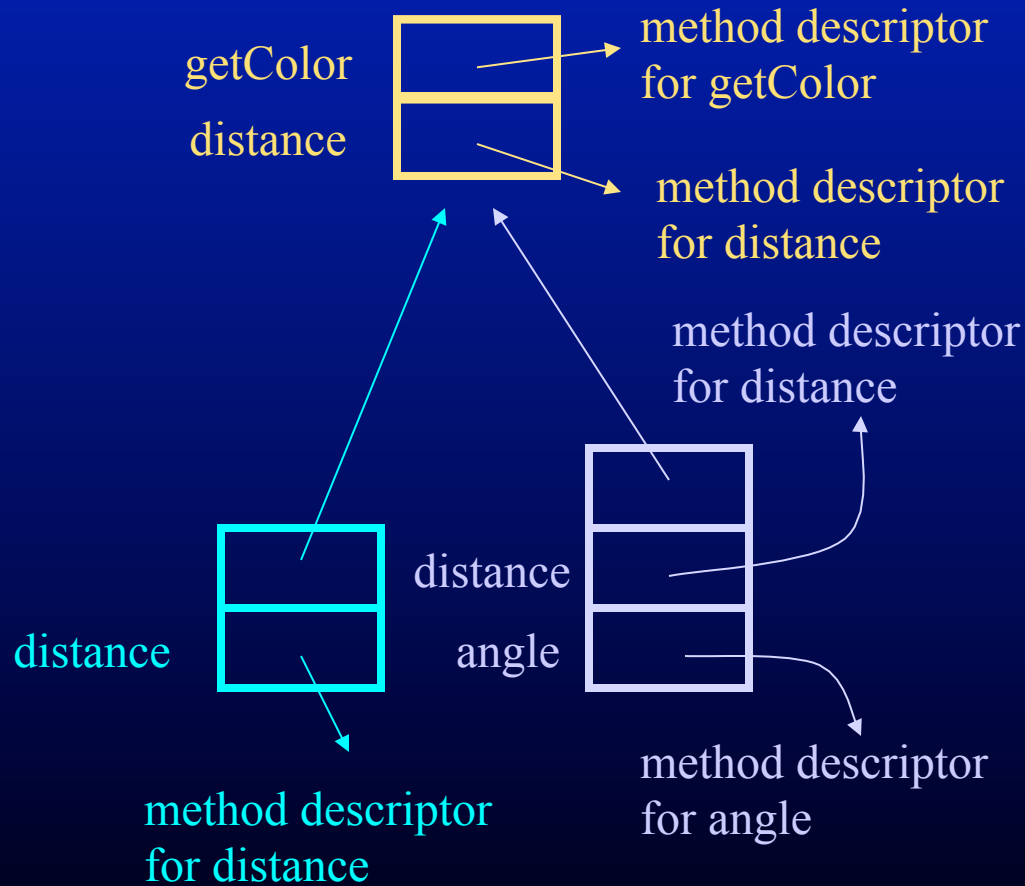 getColor
method descriptor
for getColor
distance
method descriptor
for distance
method descriptor
for distance
distance
distance
angle
method descriptor
for angle
method descriptor
for distance